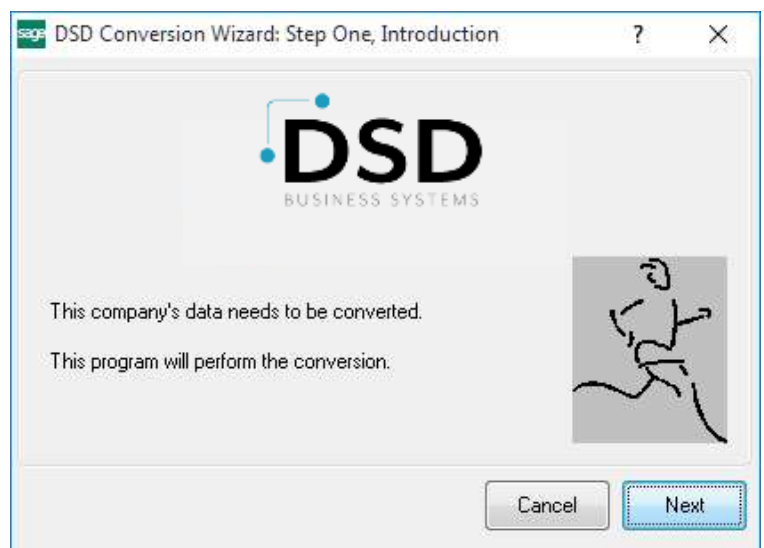 sage DSD Conversion Wizard: Step One, Introduction ? ×
DSD
BUSINESS SYSTEMS
This company's data needs to be converted.
This program will perform the conversion.
Cancel Next